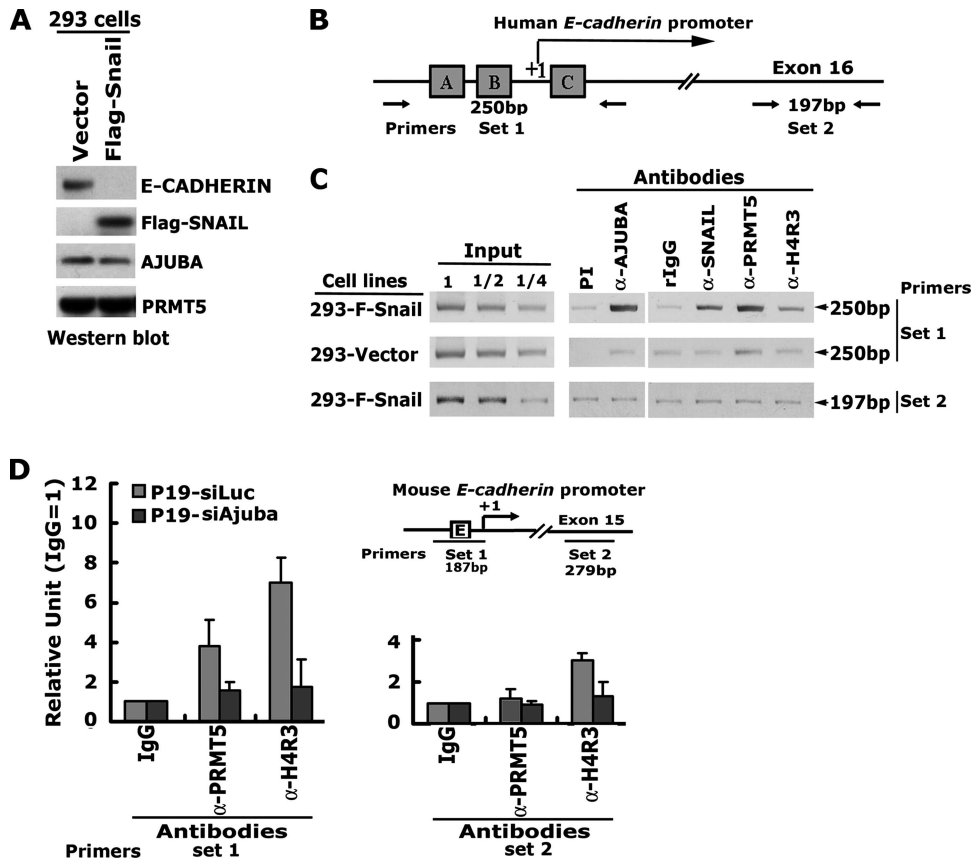 A
293 cells
Vector
Flag-Snail
E-CADHERIN
Flag-SNAIL
AJUBA
PRMT5
Western blot
B
Human E-cadherin promoter
+1
A
B
C
Exon 16
250bp
197bp
Primers
Set 1
Set 2
C
Antibodies
Input
PI
α-AJUBA
rIgG
α-SNAIL
α-PRMT5
α-H4R3
Cell lines
1
1/2
1/4
Primers
293-F-Snail
250bp
Set 1
293-Vector
250bp
293-F-Snail
197bp
Set 2
D
Relative Unit (IgG=1)
12
10
8
6
4
2
0
P19-siLuc
P19-siAjuba
IgG
α-PRMT5
α-H4R3
Antibodies
Primers
set 1
Mouse E-cadherin promoter
+1
E
Exon 15
Primers
Set 1
187bp
Set 2
279bp
4
2
0
IgG
α-PRMT5
α-H4R3
Antibodies
set 2